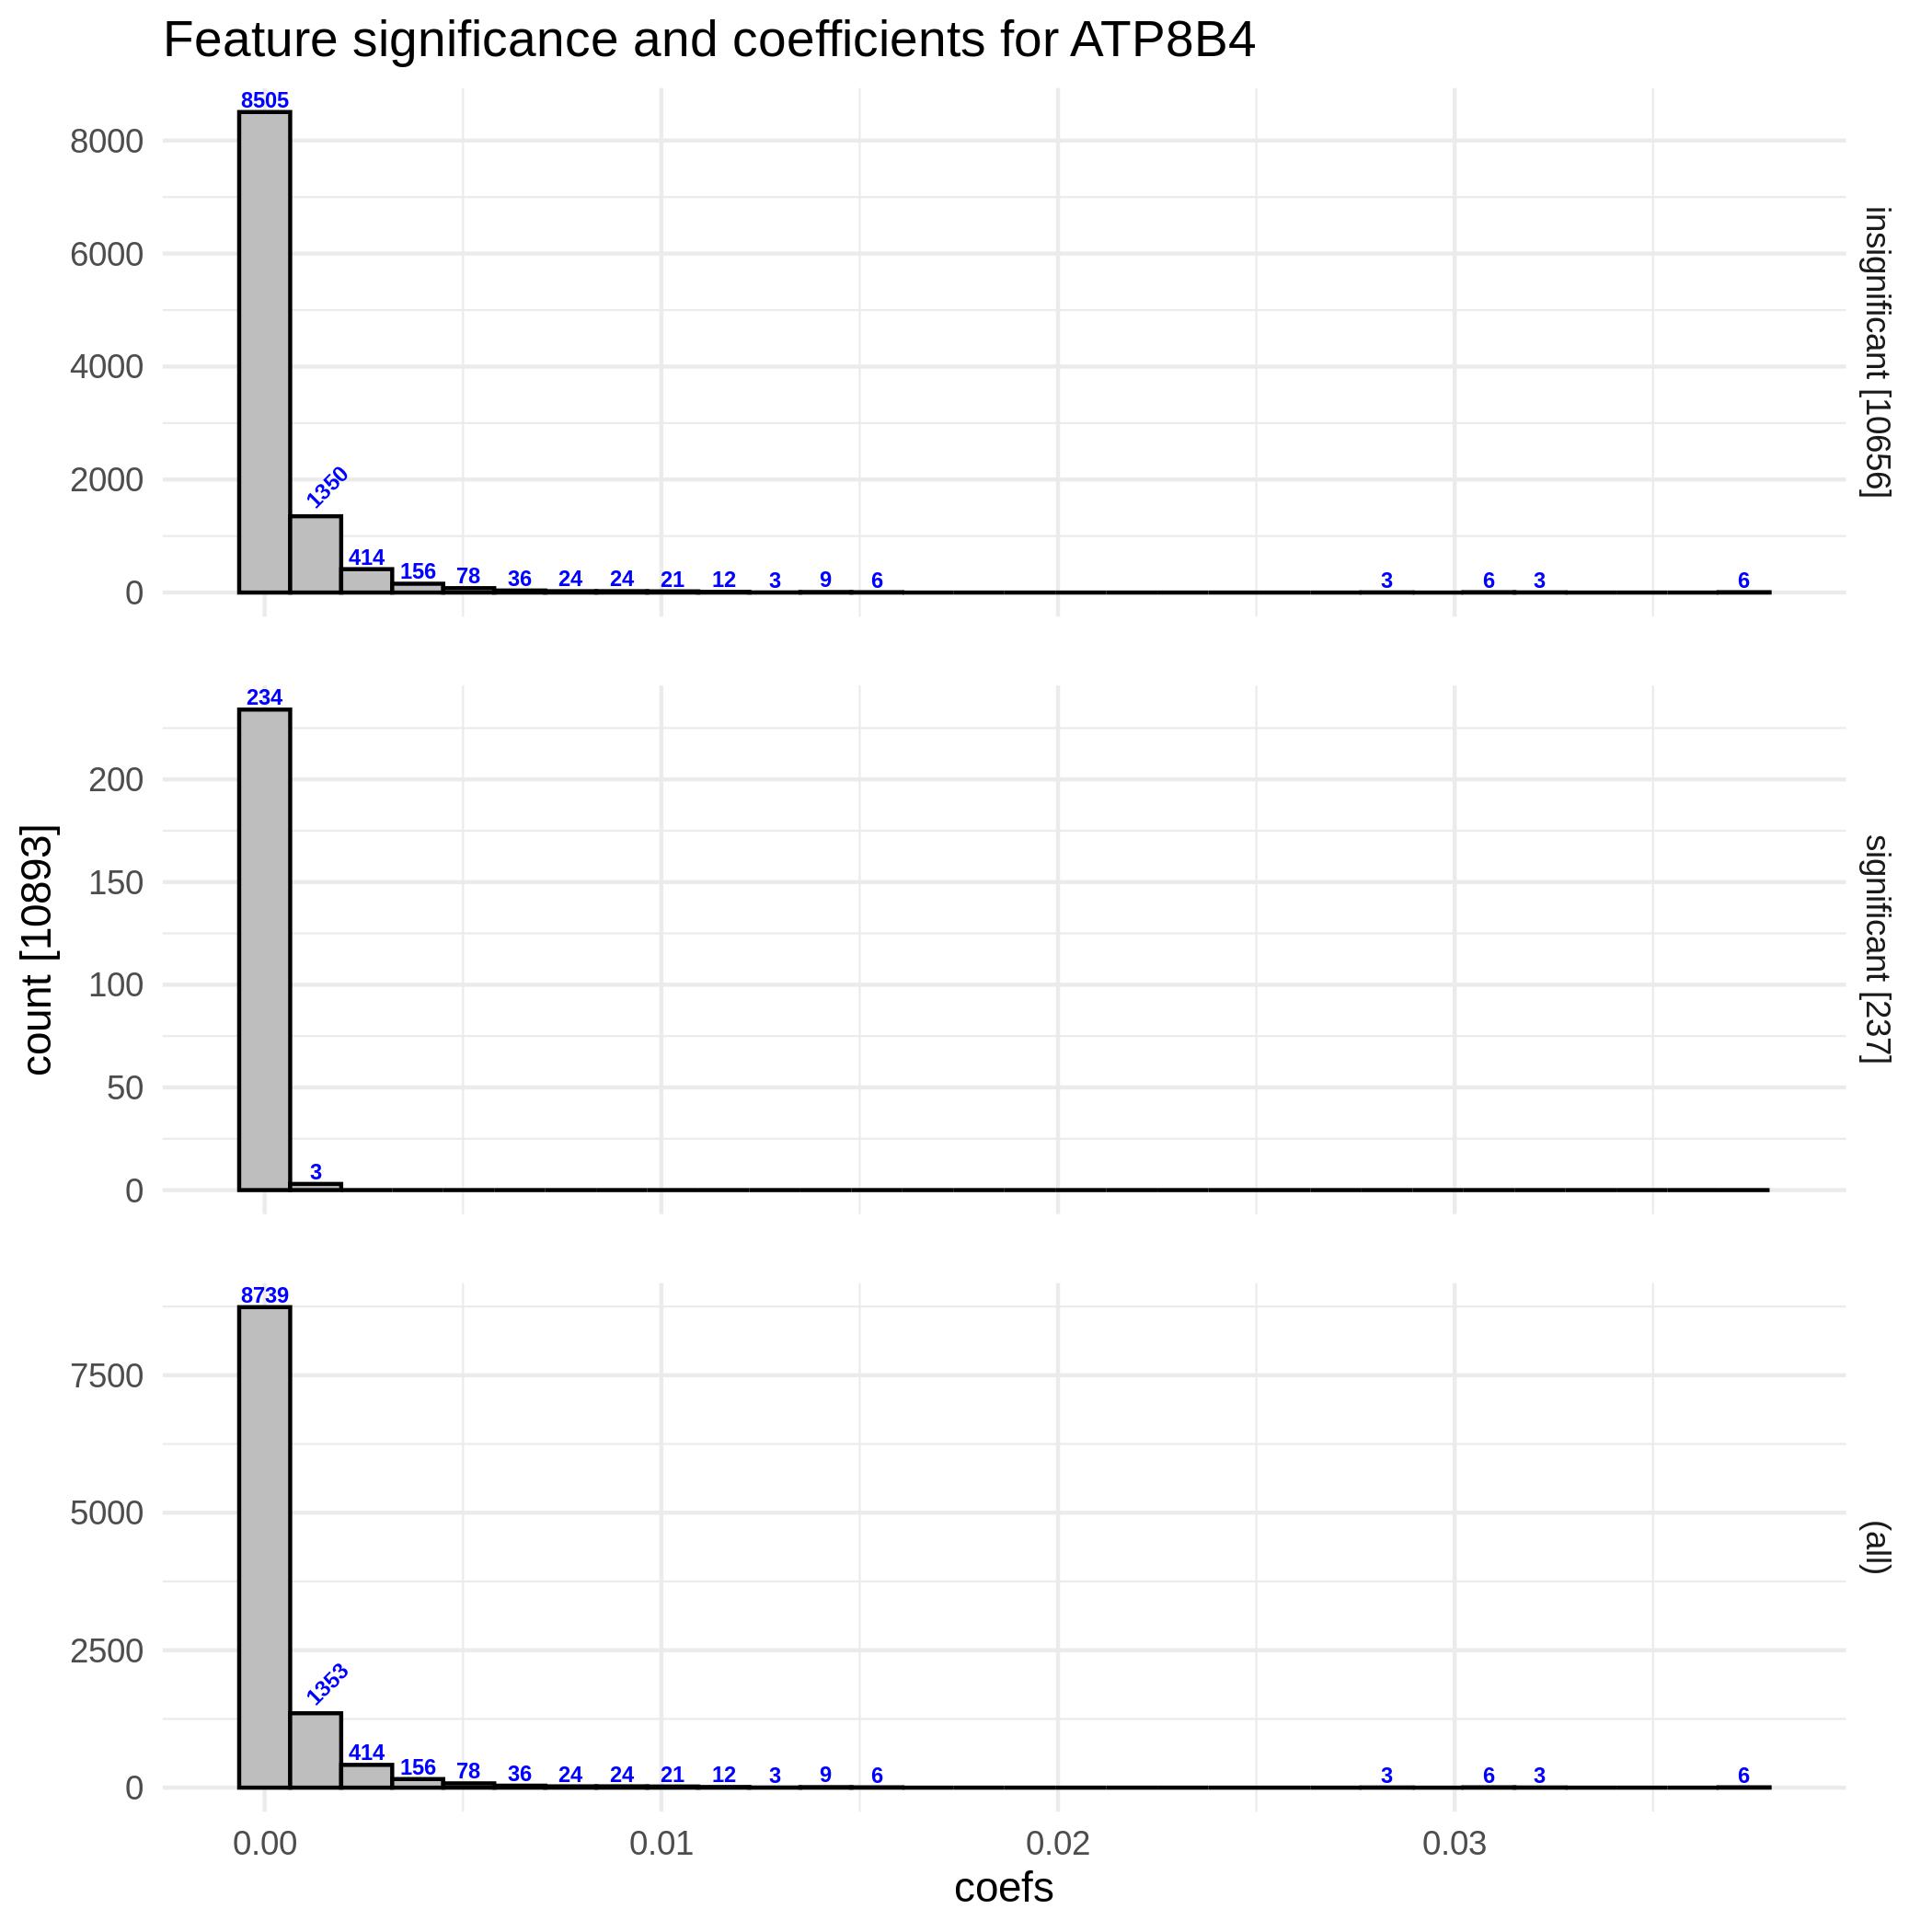 Feature significance and coefficients for ATP8B4
count [10893]
8000
6000
4000
2000
0
8505
1350
414 156 78 36 24 24 21 12 3 9 6 3 6 3 6
insignificant [10656]
200
150
100
50
0
234
3
significant [237]
7500
5000
2500
0
8739
1353
414 156 78 36 24 24 21 12 3 9 6 3 6 3 6
(all)
0.00 0.01 0.02 0.03
coefs